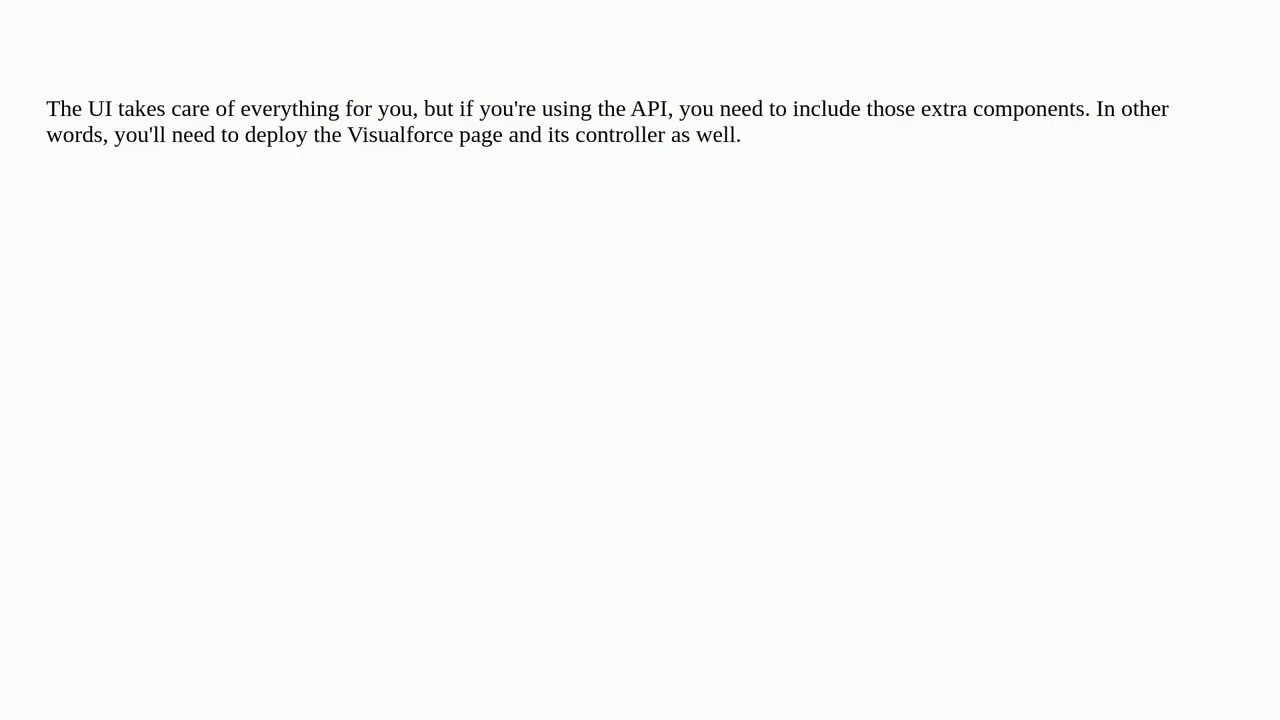 The UI takes care of everything for you, but if you're using the API, you need to include those extra components. In other
words, you'll need to deploy the Visualforce page and its controller as well.